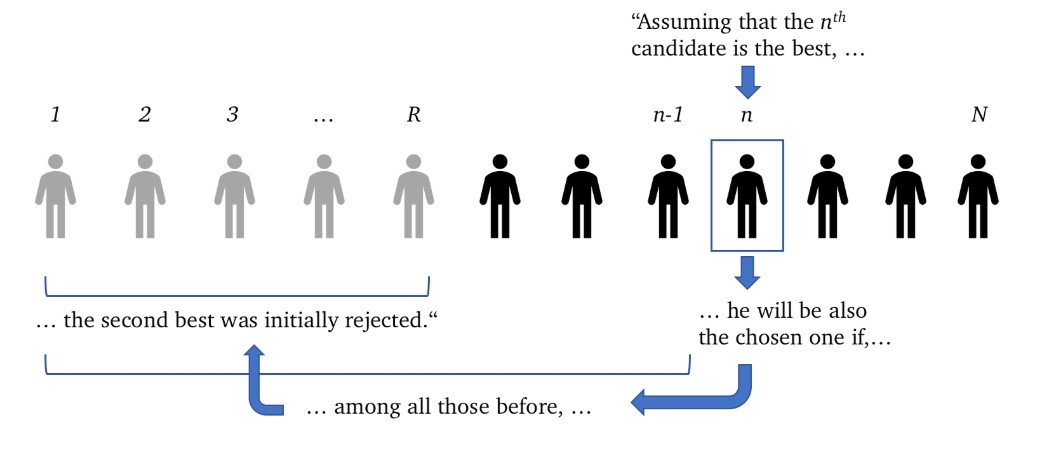 “Assuming that the nth
candidate is the best, …
1 2 3 … R n-1 n N
… he will be also
the chosen one if,…
… among all those before, …
… the second best was initially rejected.“